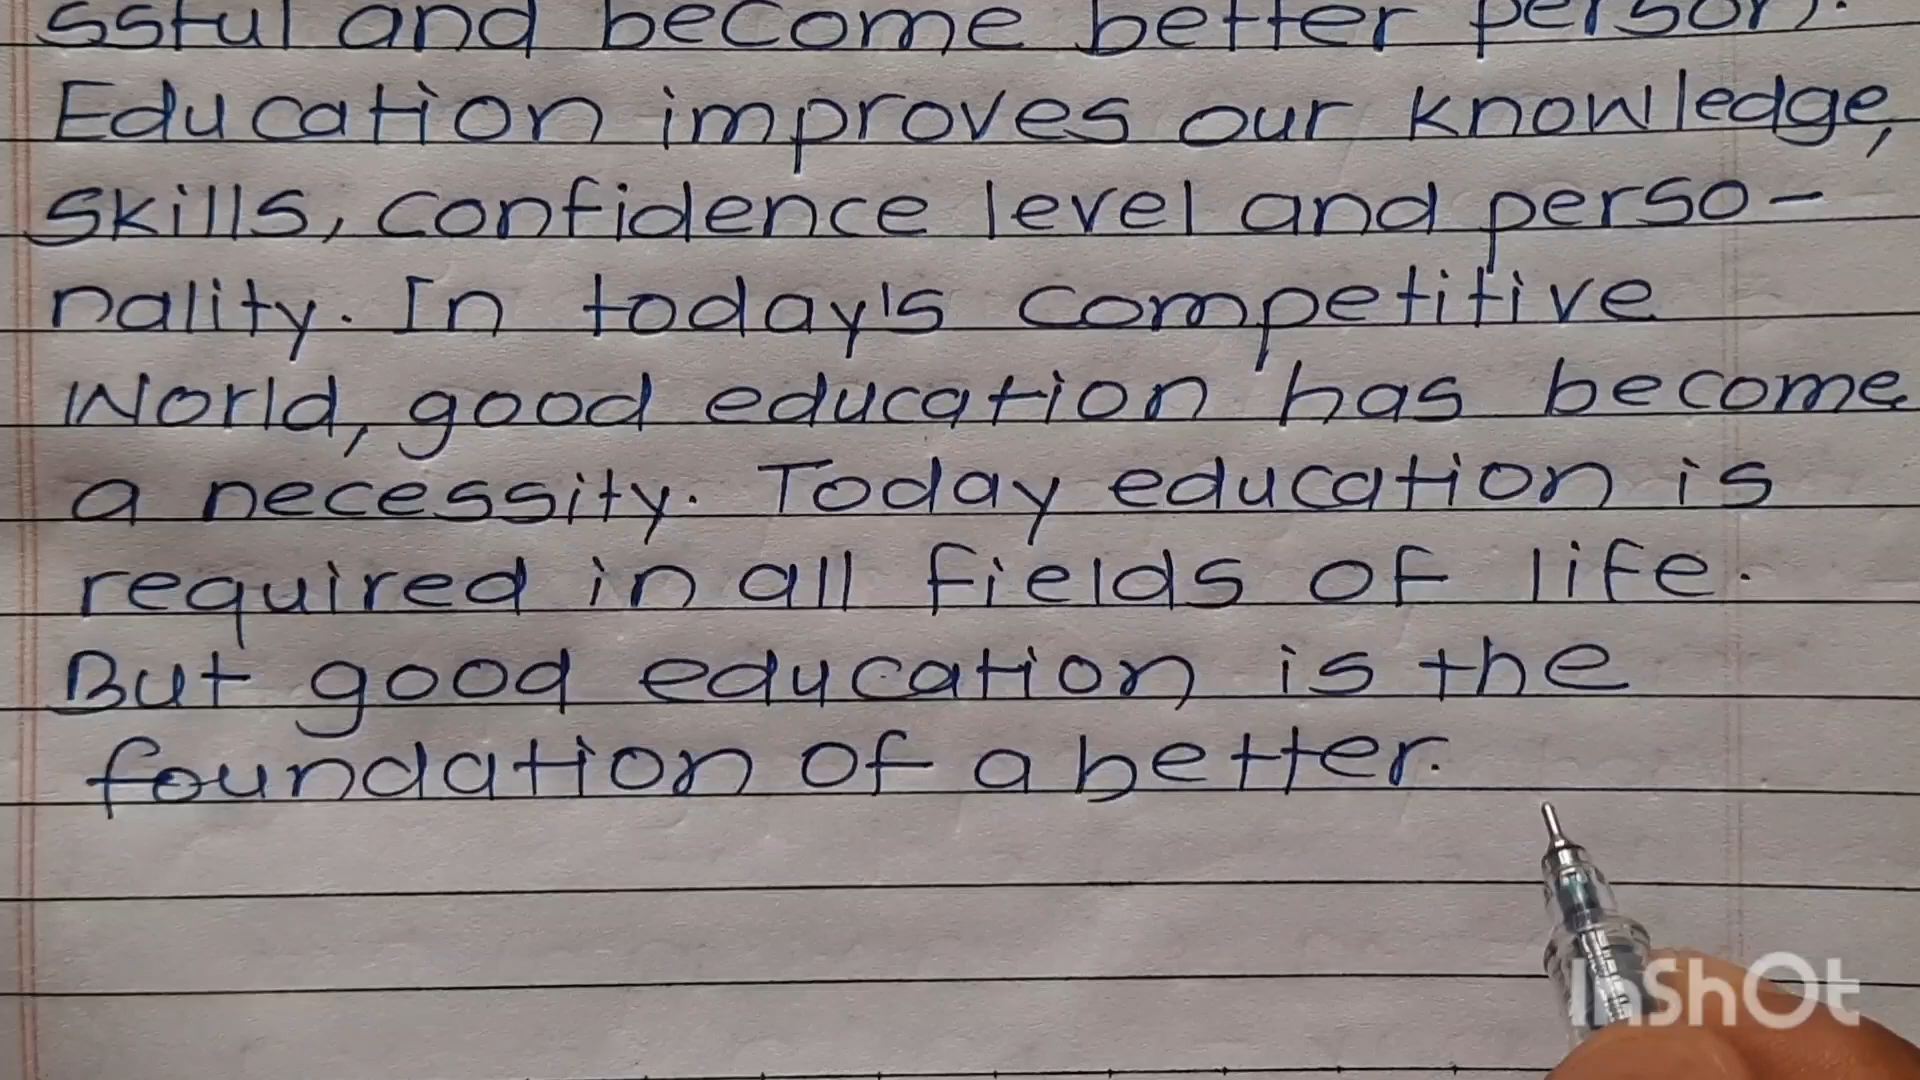 ssful and become better person.
Education improves our knowledge,
skills, confidence level and perso-
nality. In today's competitive
World, good education has become
a necessity. Today education is
required in all fields of life.
But good education is the
foundation of a better.
InShOt